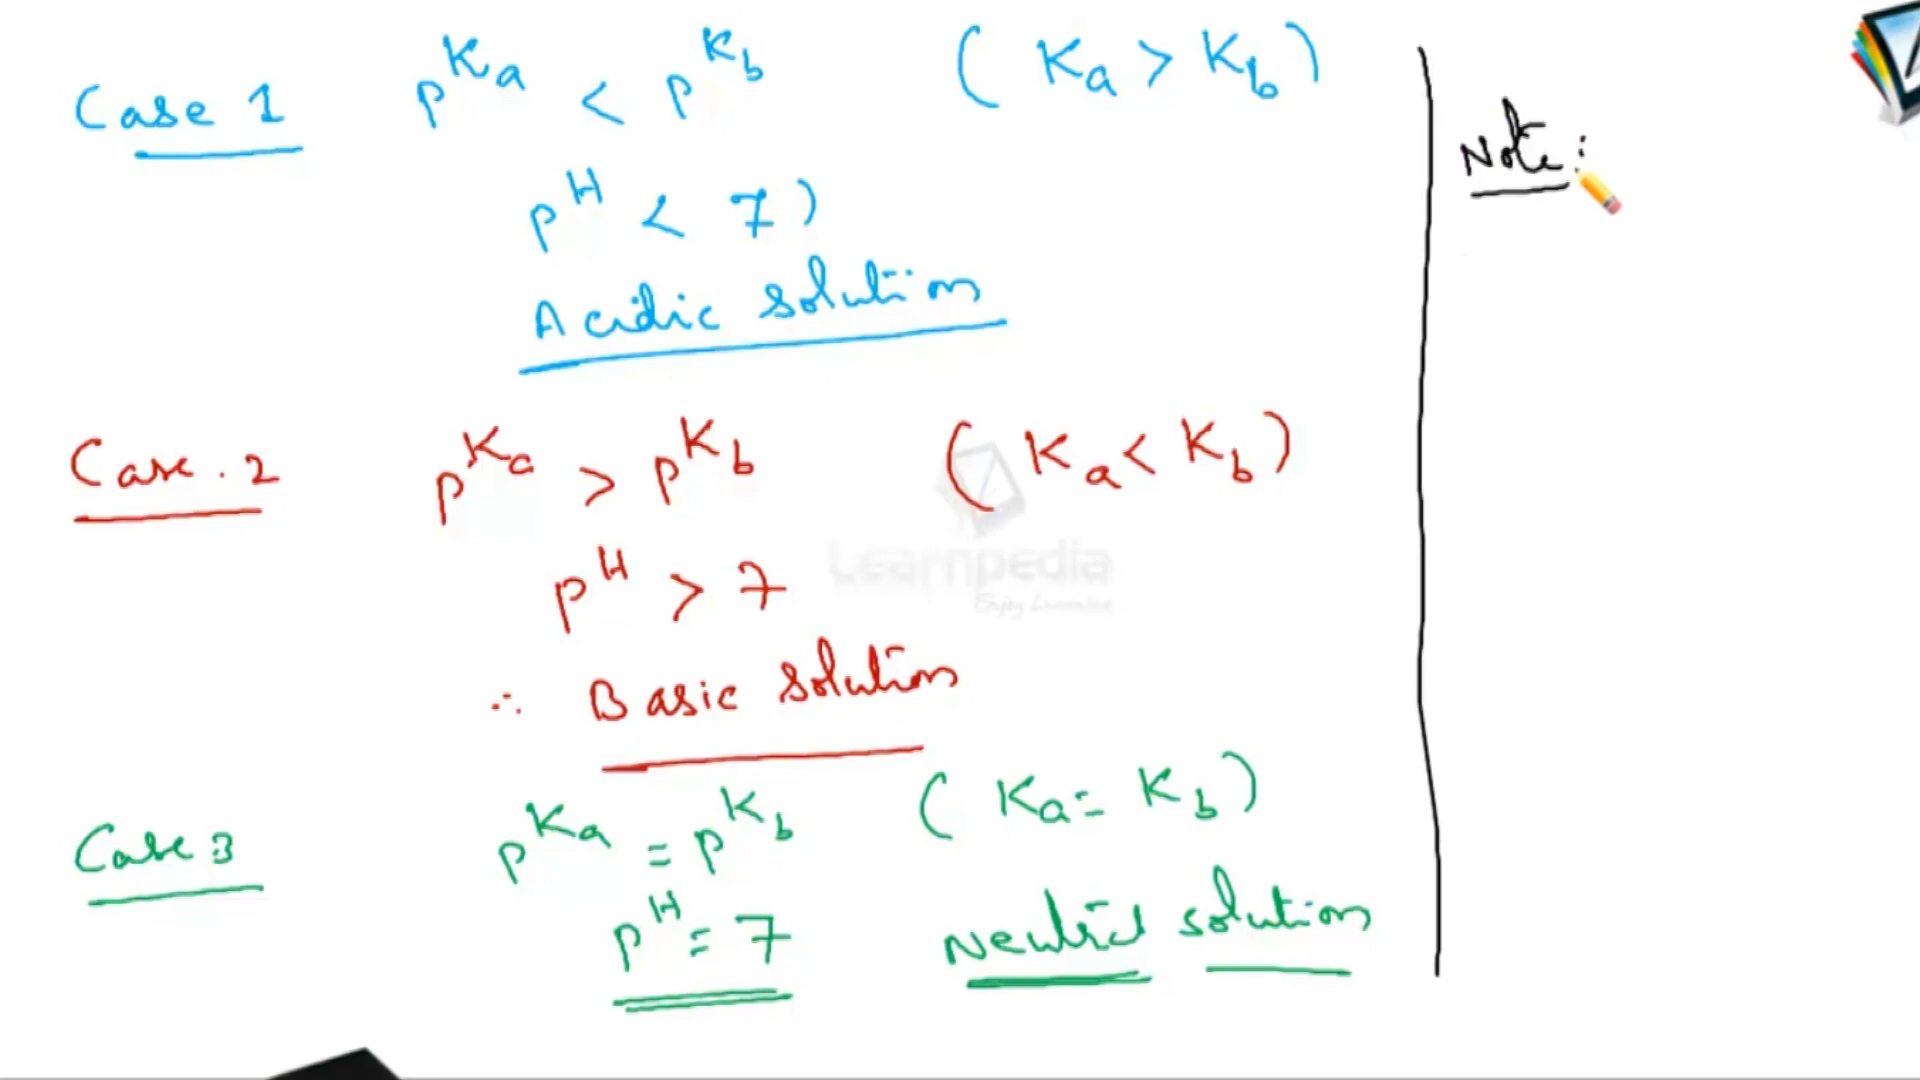 Case 1 pKa < pKb (Ka > Kb)
pH < 7)
Acidic solution
Case . 2 pKa > pKb (Ka < Kb)
pH > 7
∴ Basic solution
Case 3 pKa = pKb (Ka = Kb)
pH = 7 Neutral solution
Note :
Learnpedia